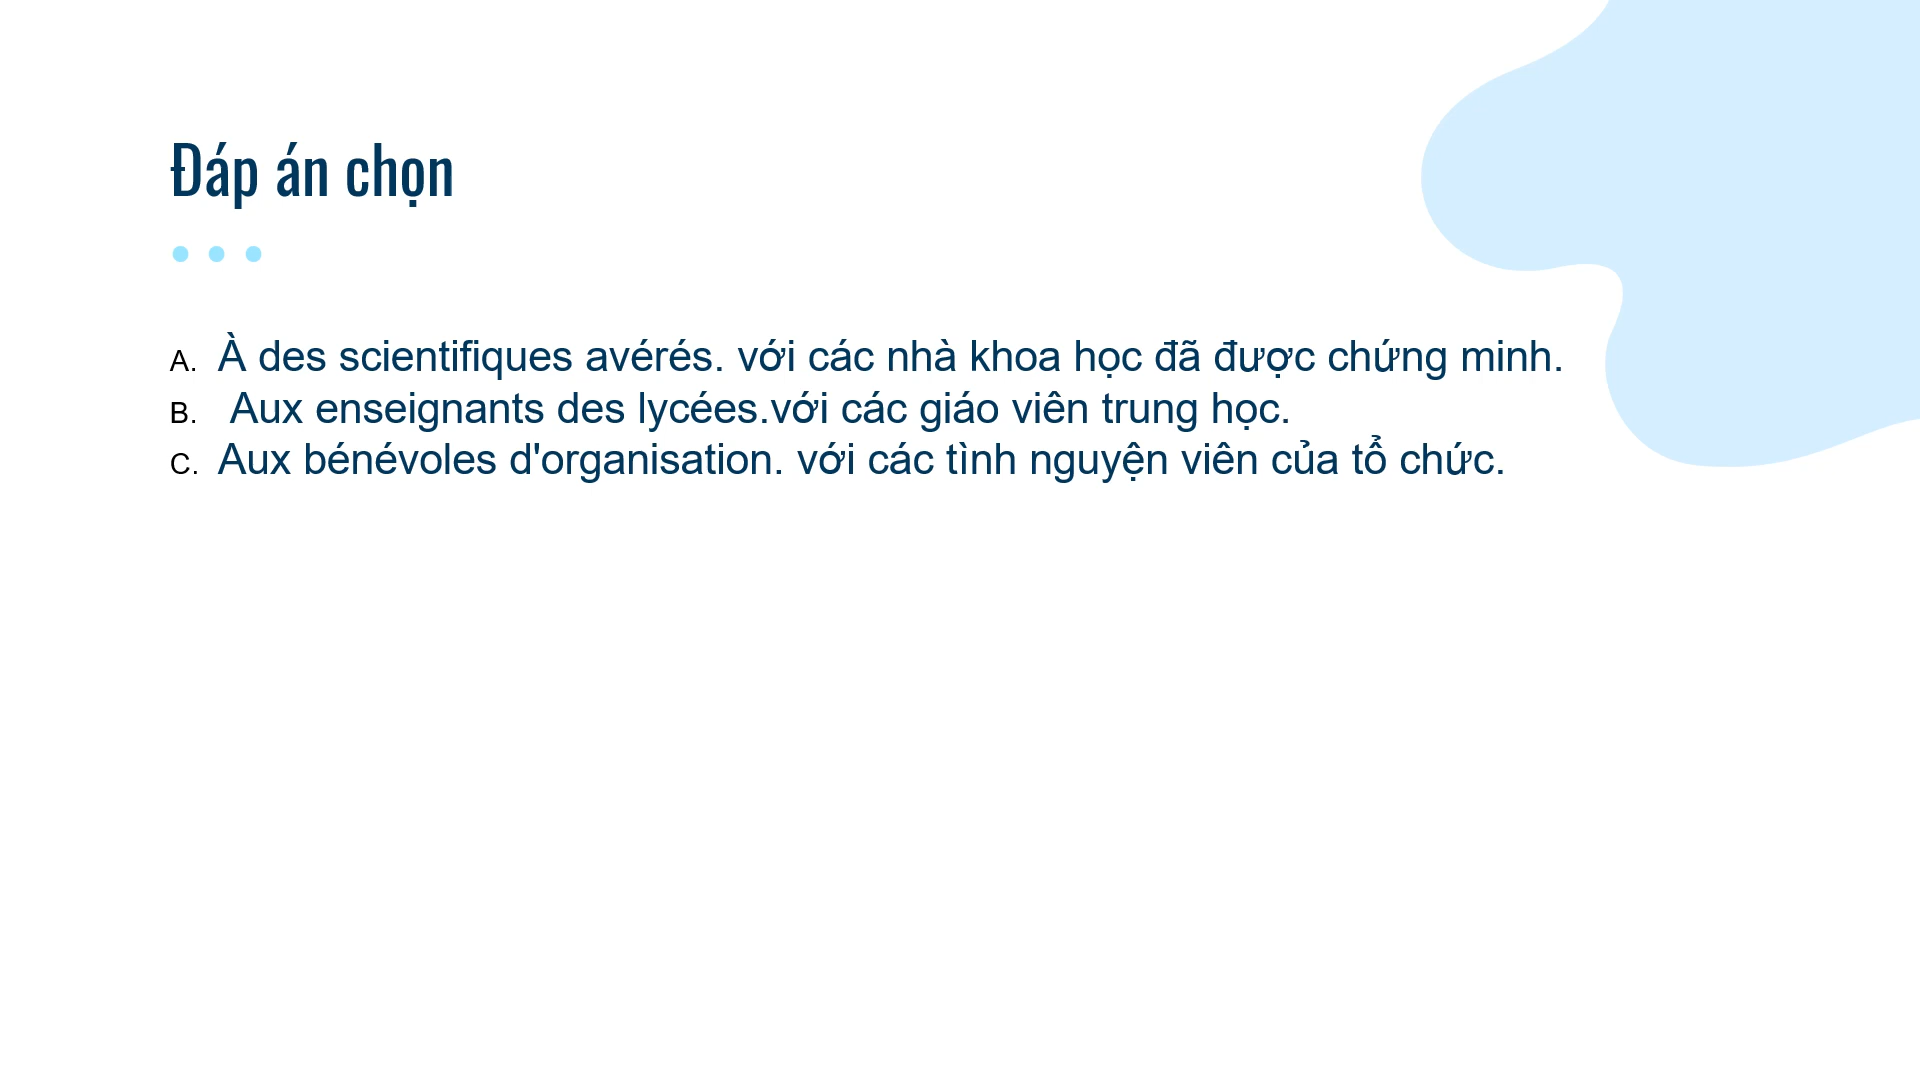 Đáp án chọn
A. À des scientifiques avérés. với các nhà khoa học đã được chứng minh.
B. Aux enseignants des lycées.với các giáo viên trung học.
C. Aux bénévoles d'organisation. với các tình nguyện viên của tổ chức.